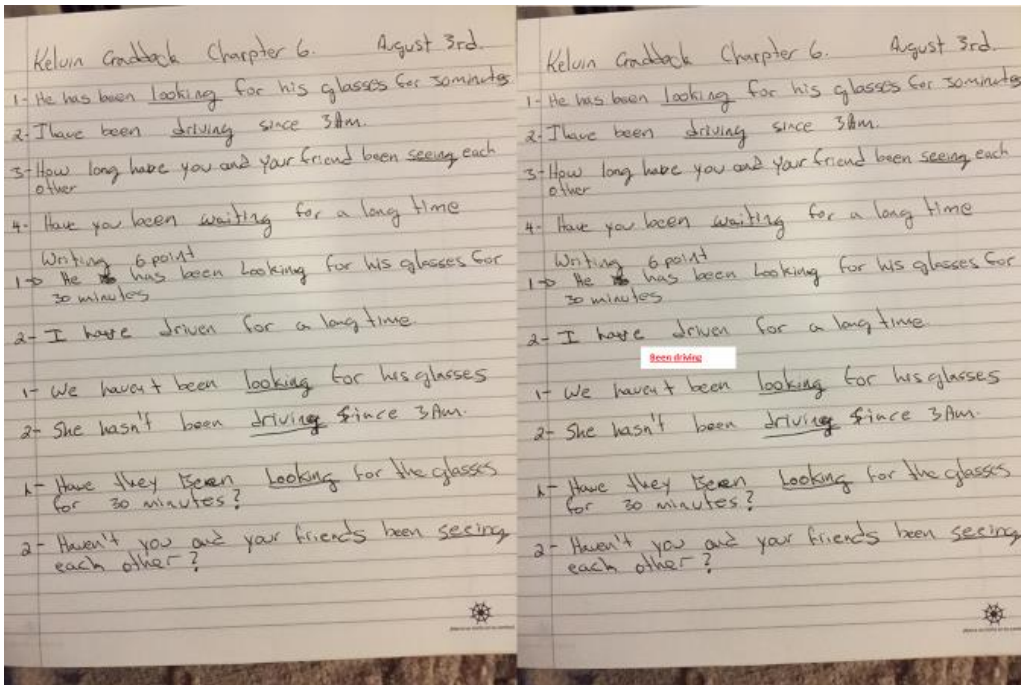 Kelvin Craddock Charpter 6. August 3rd.
1- He has been looking for his glasses for 30minutes.
2- I have been driving since 3Am.
3- How long have you and your friend been seeing each
other
4- Have you been waiting for a long time
Writing 6 point
1-> He has been Looking for his glasses for
30 minutes
2- I have driven for a long time.
1- We haven't been looking for his glasses
2- She hasn't been driving since 3Am.
1- Have they Been Looking for the glasses
for 30 minutes?
2- Haven't you and your friends been seeing
each other?
Kelvin Craddock Charpter 6. August 3rd.
1- He has been looking for his glasses for 30minutes
2- I have been driving since 3Am.
3- How long have you and your friend been seeing each
other
4- Have you been waiting for a long time
Writing 6 point
1-> He has been Looking for his glasses for
30 minutes
2- I have driven for a long time
Been driving
1- We haven't been looking for his glasses
2- She hasn't been driving since 3Am.
1- Have they Been Looking for the glasses
for 30 minutes?
2- Haven't you and your friends been seeing
each other?